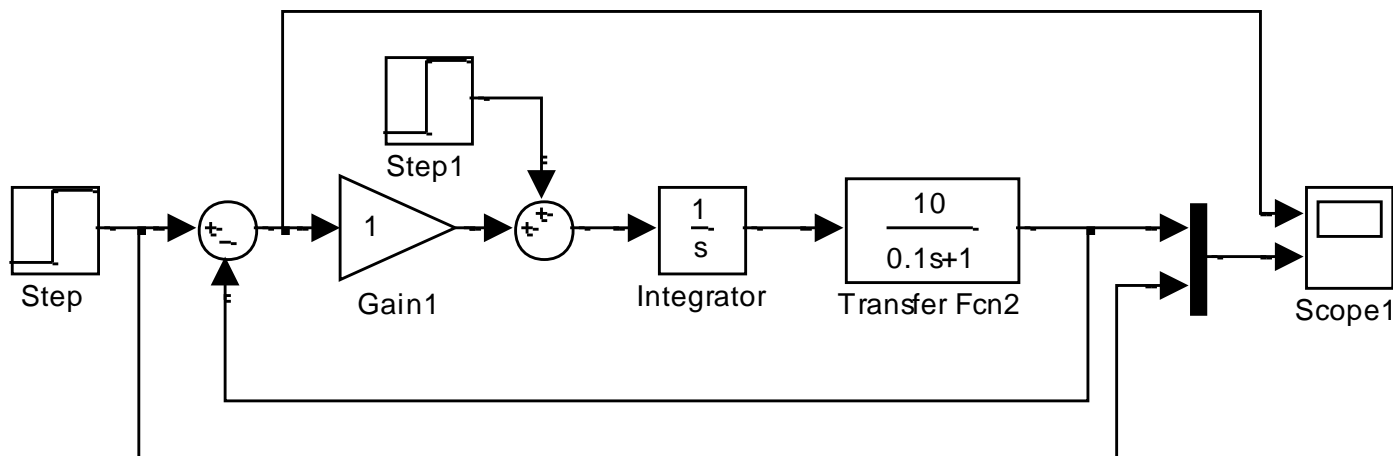 Step1
+
+
1
s
10
0.1s+1
+
-
1
+
Step
Gain1
Integrator
Transfer Fcn2
Scope1